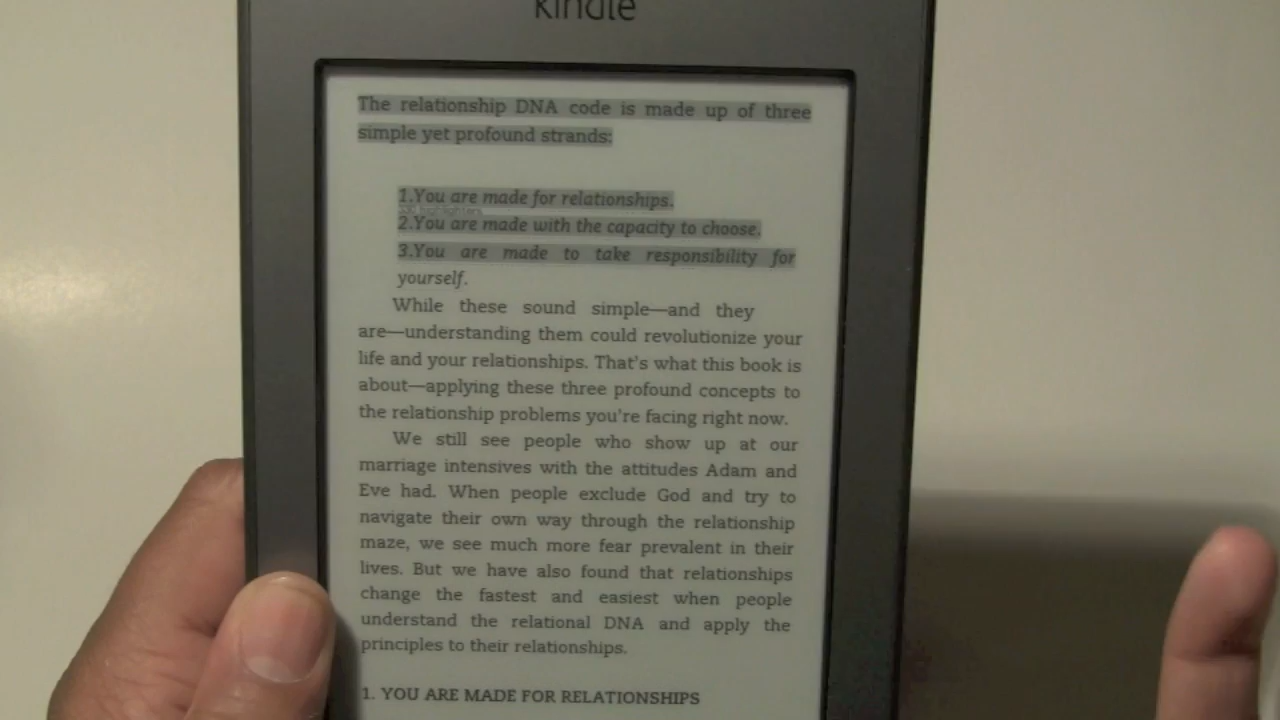 kindle
The relationship DNA code is made up of three
simple yet profound strands:
1.You are made for relationships.
highlighters
2.You are made with the capacity to choose.
3.You are made to take responsibility for
yourself.
While these sound simple—and they
are—understanding them could revolutionize your
life and your relationships. That's what this book is
about—applying these three profound concepts to
the relationship problems you're facing right now.
We still see people who show up at our
marriage intensives with the attitudes Adam and
Eve had. When people exclude God and try to
navigate their own way through the relationship
maze, we see much more fear prevalent in their
lives. But we have also found that relationships
change the fastest and easiest when people
understand the relational DNA and apply the
principles to their relationships.
1. YOU ARE MADE FOR RELATIONSHIPS